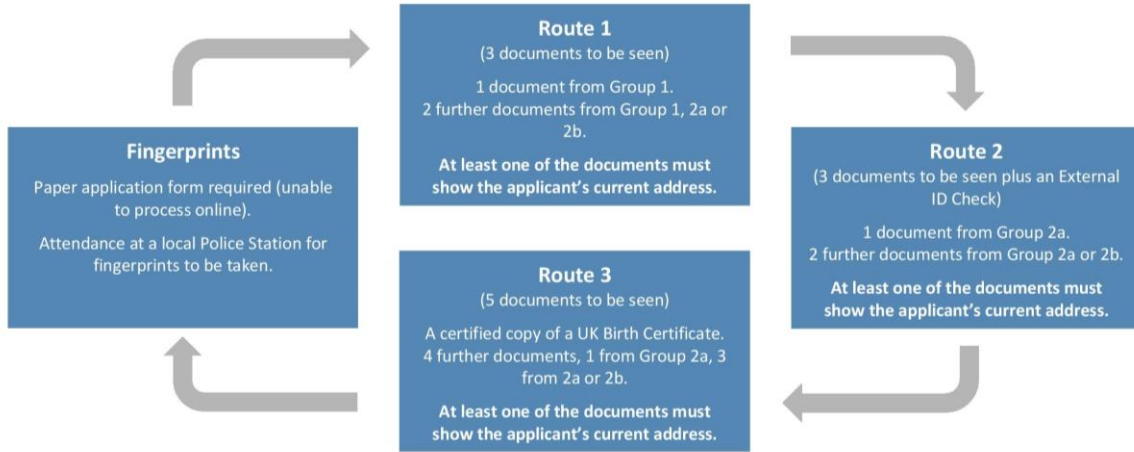 Route 1
(3 documents to be seen)
1 document from Group 1.
2 further documents from Group 1, 2a or
2b.
At least one of the documents must
show the applicant's current address.
Route 2
(3 documents to be seen plus an External
ID Check)
1 document from Group 2a.
2 further documents from Group 2a or 2b.
At least one of the documents must
show the applicant's current address.
Route 3
(5 documents to be seen)
A certified copy of a UK Birth Certificate.
4 further documents, 1 from Group 2a, 3
from 2a or 2b.
At least one of the documents must
show the applicant's current address.
Fingerprints
Paper application form required (unable
to process online).
Attendance at a local Police Station for
fingerprints to be taken.